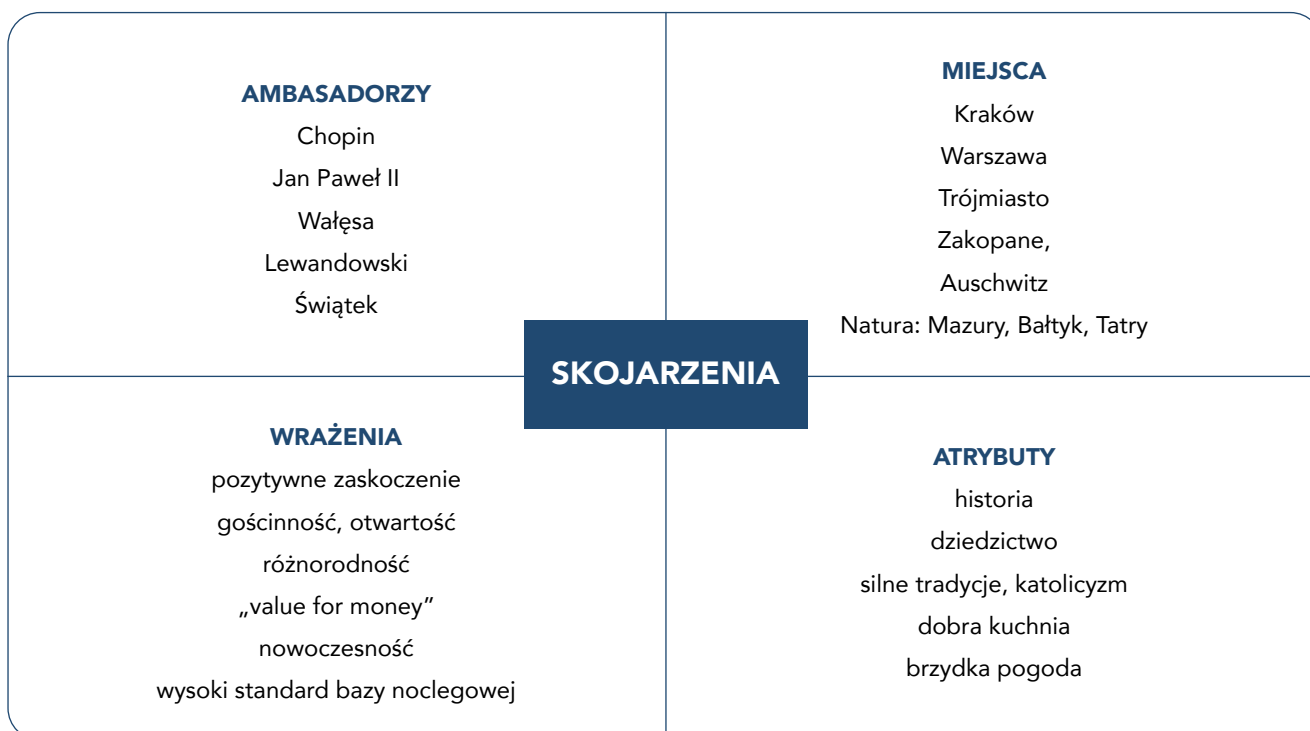 AMBASADORZY
Chopin
Jan Paweł II
Wałęsa
Lewandowski
Świątek
MIEJSCA
Kraków
Warszawa
Trójmiasto
Zakopane,
Auschwitz
Natura: Mazury, Bałtyk, Tatry
SKOJARZENIA
WRAŻENIA
pozytywne zaskoczenie
gościnność, otwartość
różnorodność
„value for money”
nowoczesność
wysoki standard bazy noclegowej
ATRYBUTY
historia
dziedzictwo
silne tradycje, katolicyzm
dobra kuchnia
brzydka pogoda